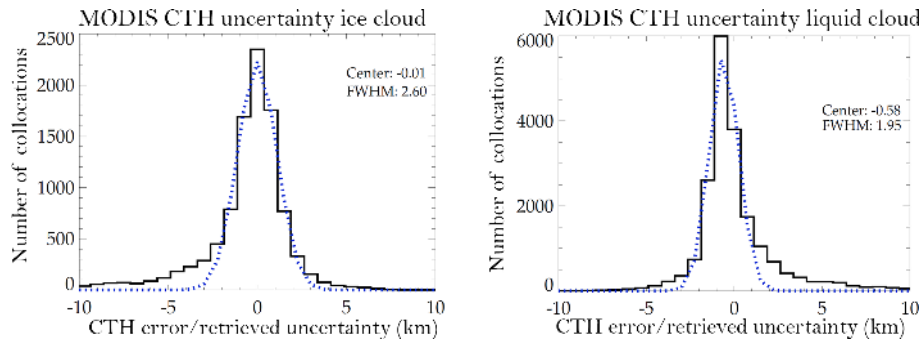 MODIS CTH uncertainty ice cloud
Number of collocations
2500
2000
1500
1000
500
0
Center: -0.01
FWHM: 2.60
-10 -5 0 5 10
CTH error/retrieved uncertainty (km)
MODIS CTH uncertainty liquid cloud
Number of collocations
6000
4000
2000
0
Center: -0.58
FWHM: 1.95
-10 -5 0 5 10
CTH error/retrieved uncertainty (km)